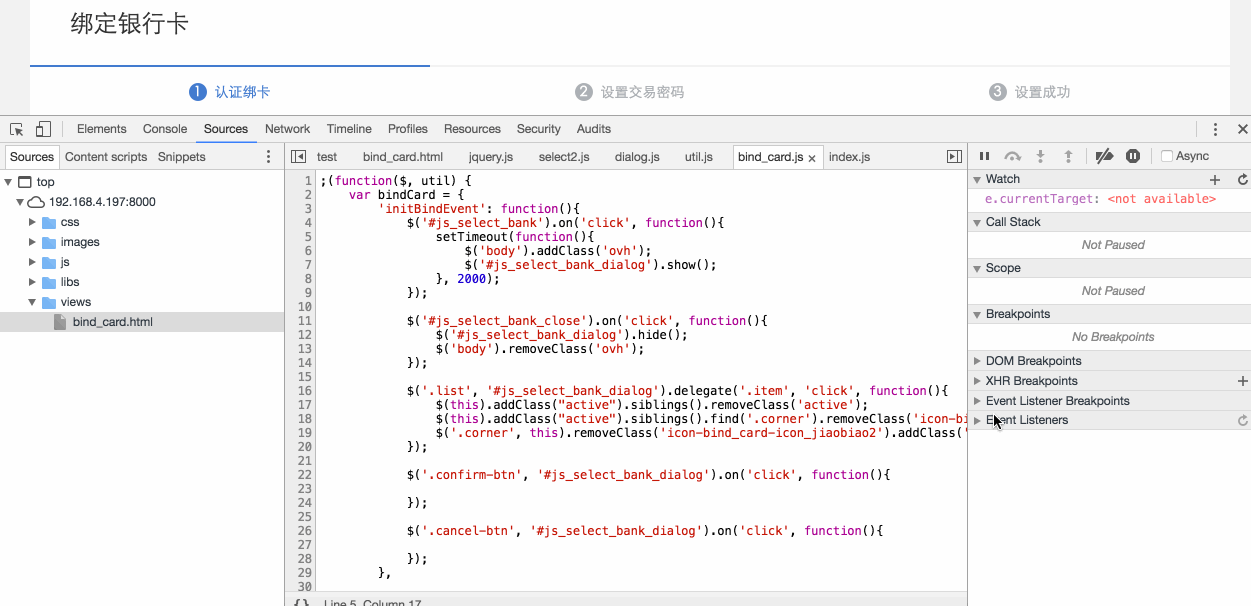 绑定银行卡
1 认证绑卡 2 设置交易密码 3 设置成功
Elements Console Sources Network Timeline Profiles Resources Security Audits
Sources Content scripts Snippets
test bind_card.html jquery.js select2.js dialog.js util.js bind_card.js × index.js
Async
top
192.168.4.197:8000
css
images
js
libs
views
bind_card.html
1 ;(function($, util) {
2 var bindCard = {
3 'initBindEvent': function(){
4 $('#js_select_bank').on('click', function(){
5 setTimeout(function(){
6 $('body').addClass('ovh');
7 $('#js_select_bank_dialog').show();
8 }, 2000);
9 });
10
11 $('#js_select_bank_close').on('click', function(){
12 $('#js_select_bank_dialog').hide();
13 $('body').removeClass('ovh');
14 });
15
16 $('.list', '#js_select_bank_dialog').delegate('.item', 'click', function(){
17 $(this).addClass("active").siblings().removeClass('active');
18 $(this).addClass("active").siblings().find('.corner').removeClass('icon-bi
19 $('.corner', this).removeClass('icon-bind_card-icon_jiaobiao2').addClass('
20 });
21
22 $('.confirm-btn', '#js_select_bank_dialog').on('click', function(){
23
24 });
25
26 $('.cancel-btn', '#js_select_bank_dialog').on('click', function(){
27
28 });
29 },
30
{} Line 5, Column 17
Watch
e.currentTarget: <not available>
Call Stack
Not Paused
Scope
Not Paused
Breakpoints
No Breakpoints
DOM Breakpoints
XHR Breakpoints
Event Listener Breakpoints
Event Listeners